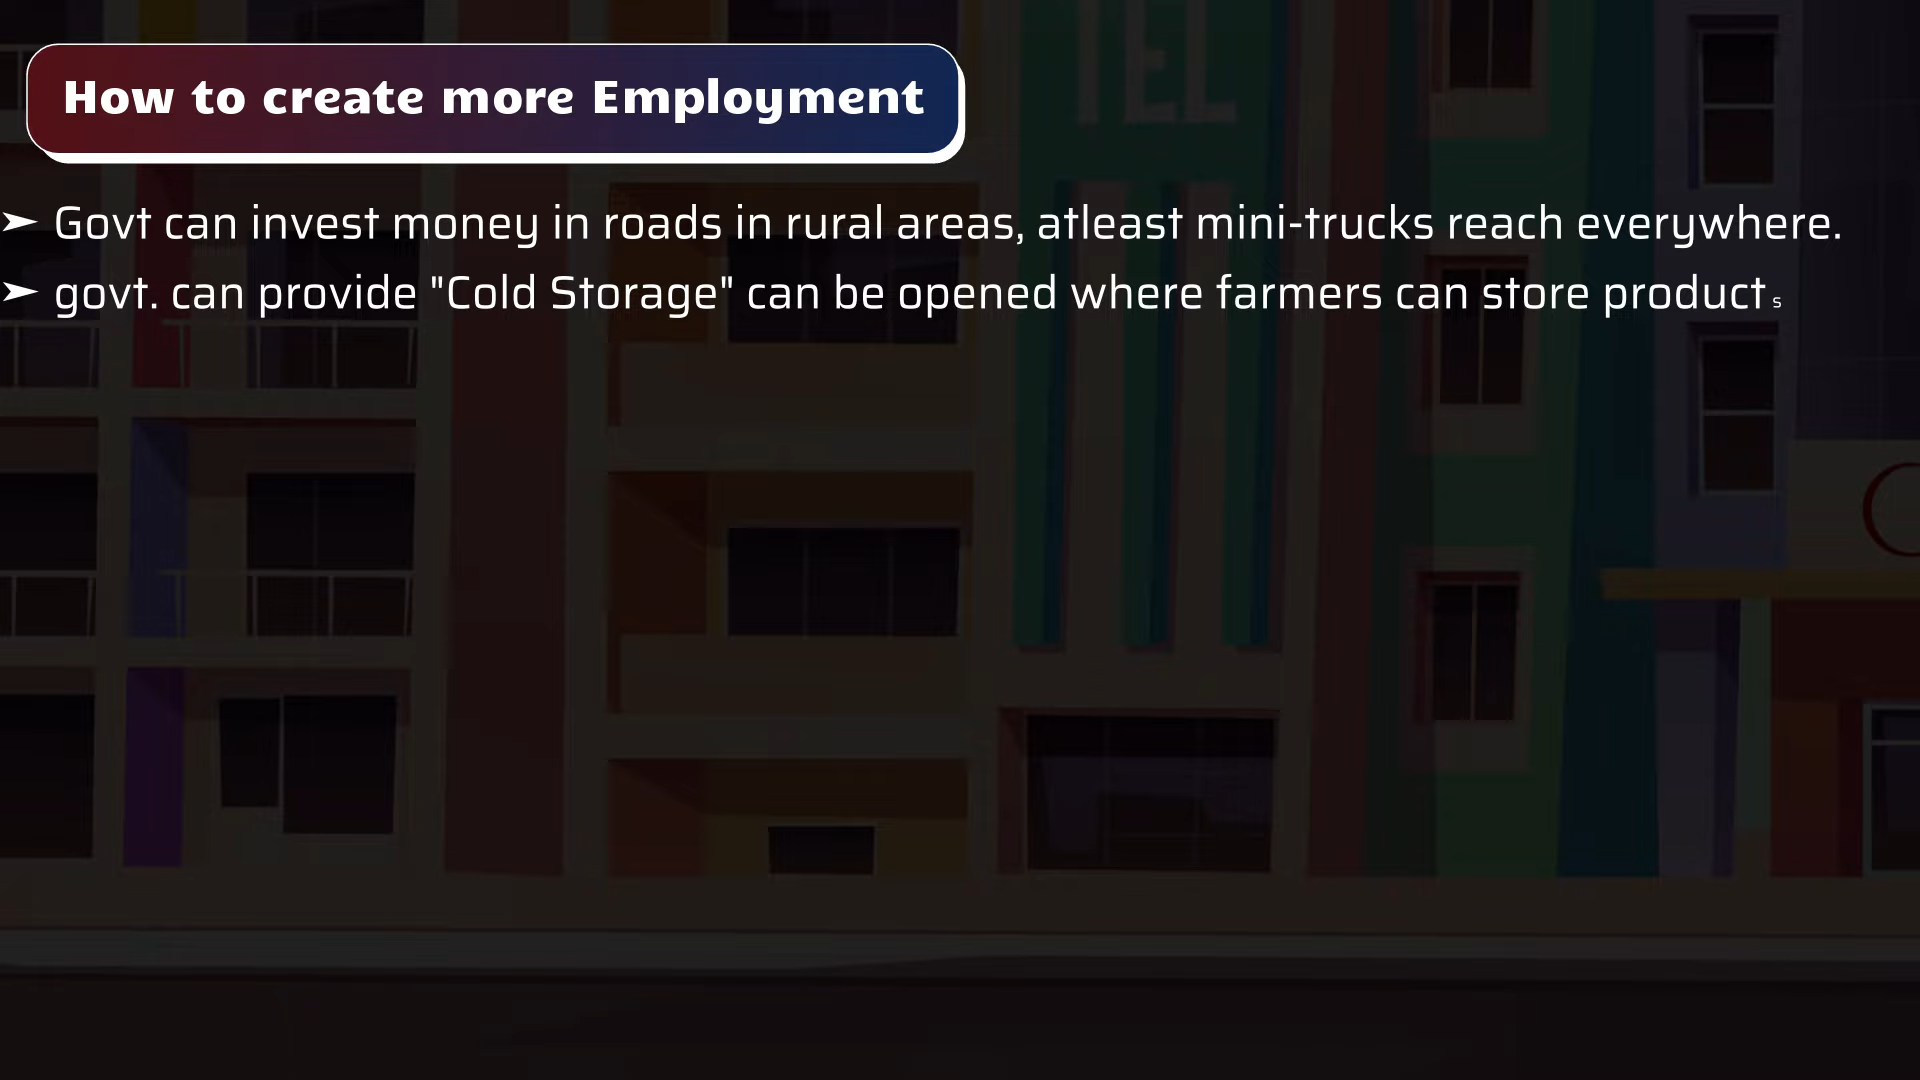 How to create more Employment
➤ Govt can invest money in roads in rural areas, atleast mini-trucks reach everywhere.
➤ govt. can provide "Cold Storage" can be opened where farmers can store products
TEL